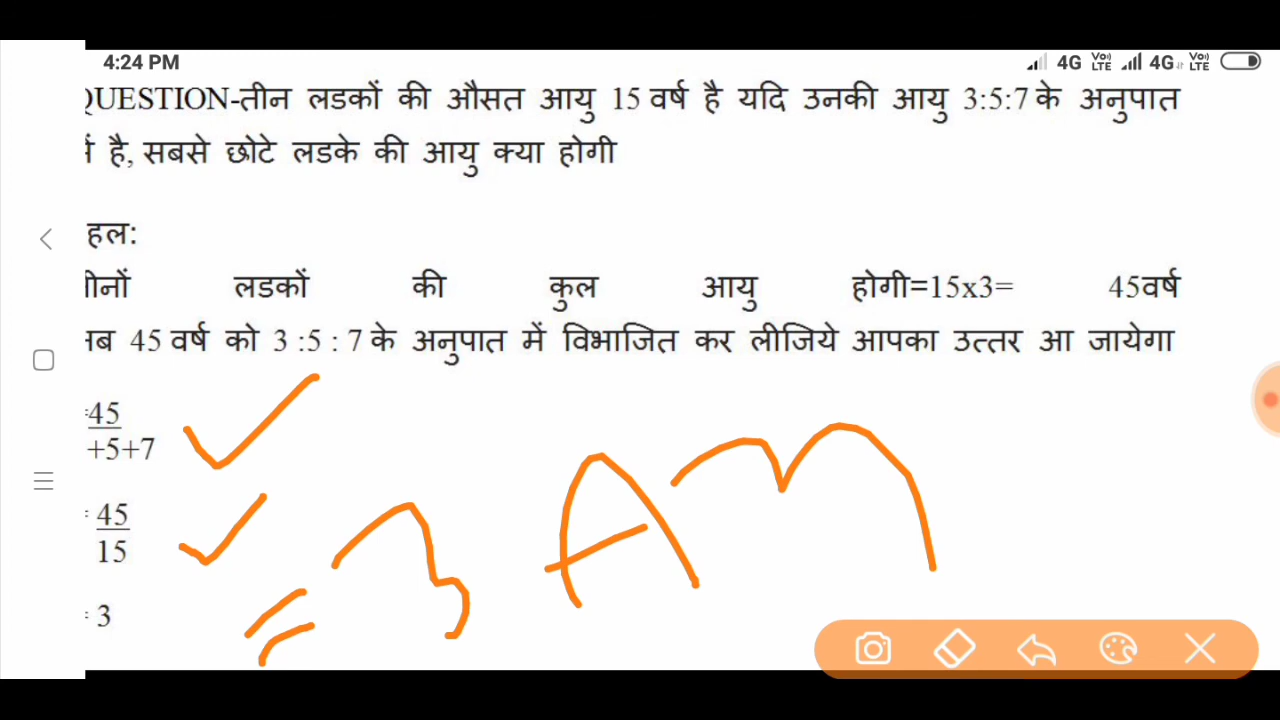 4:24 PM 4G VoLTE 4G VoLTE
QUESTION-तीन लडकों की औसत आयु 15 वर्ष है यदि उनकी आयु 3:5:7 के अनुपात
है, सबसे छोटे लडके की आयु क्या होगी
हल:
लडकों की कुल आयु होगी=15x3= 45वर्ष
45 वर्ष को 3 :5 : 7 के अनुपात में विभाजित कर लीजिये आपका उत्तर आ जायेगा
=45
+5+7
= 45
15
= 3
= 3 Am